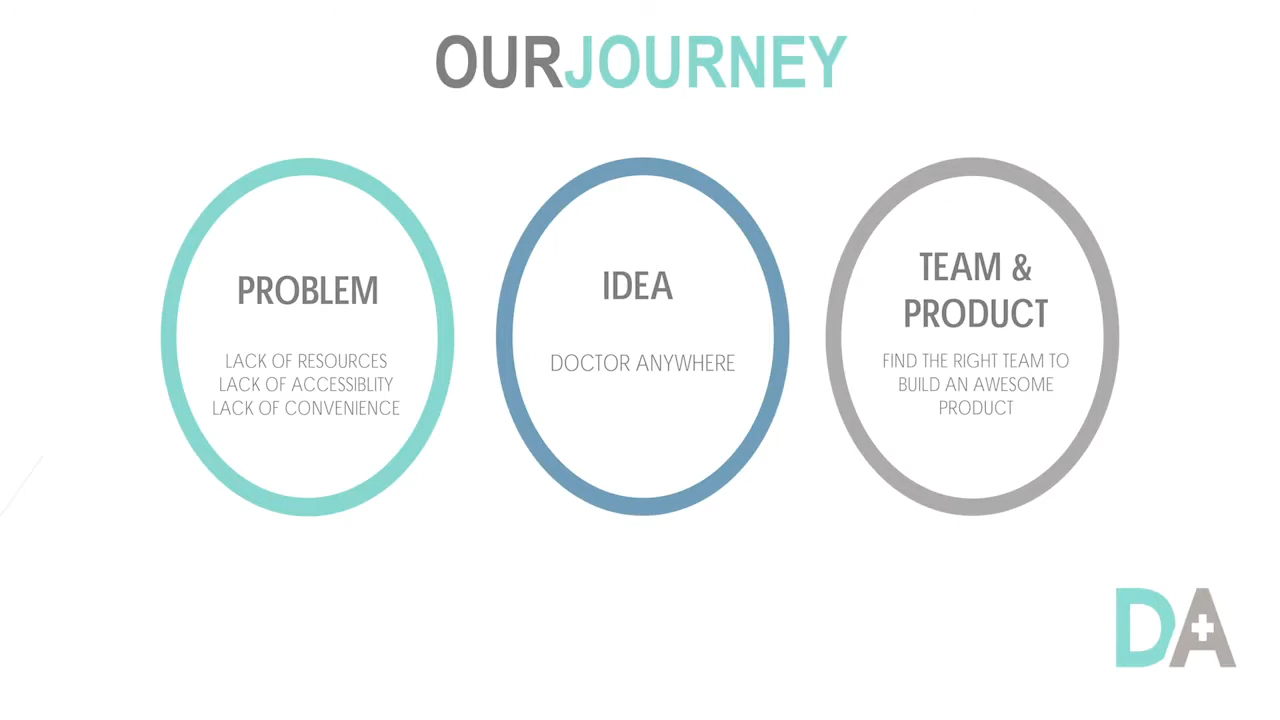 OURJOURNEY
PROBLEM
LACK OF RESOURCES
LACK OF ACCESSIBLITY
LACK OF CONVENIENCE
IDEA
DOCTOR ANYWHERE
TEAM &
PRODUCT
FIND THE RIGHT TEAM TO
BUILD AN AWESOME
PRODUCT
DA